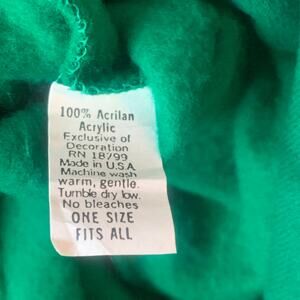 100% Acrilan
Acrylic
Exclusive of
Decoration
RN 18799
Made in U.S.A.
Machine wash
warm, gentle.
Tumble dry low.
No bleaches
ONE SIZE
FITS ALL